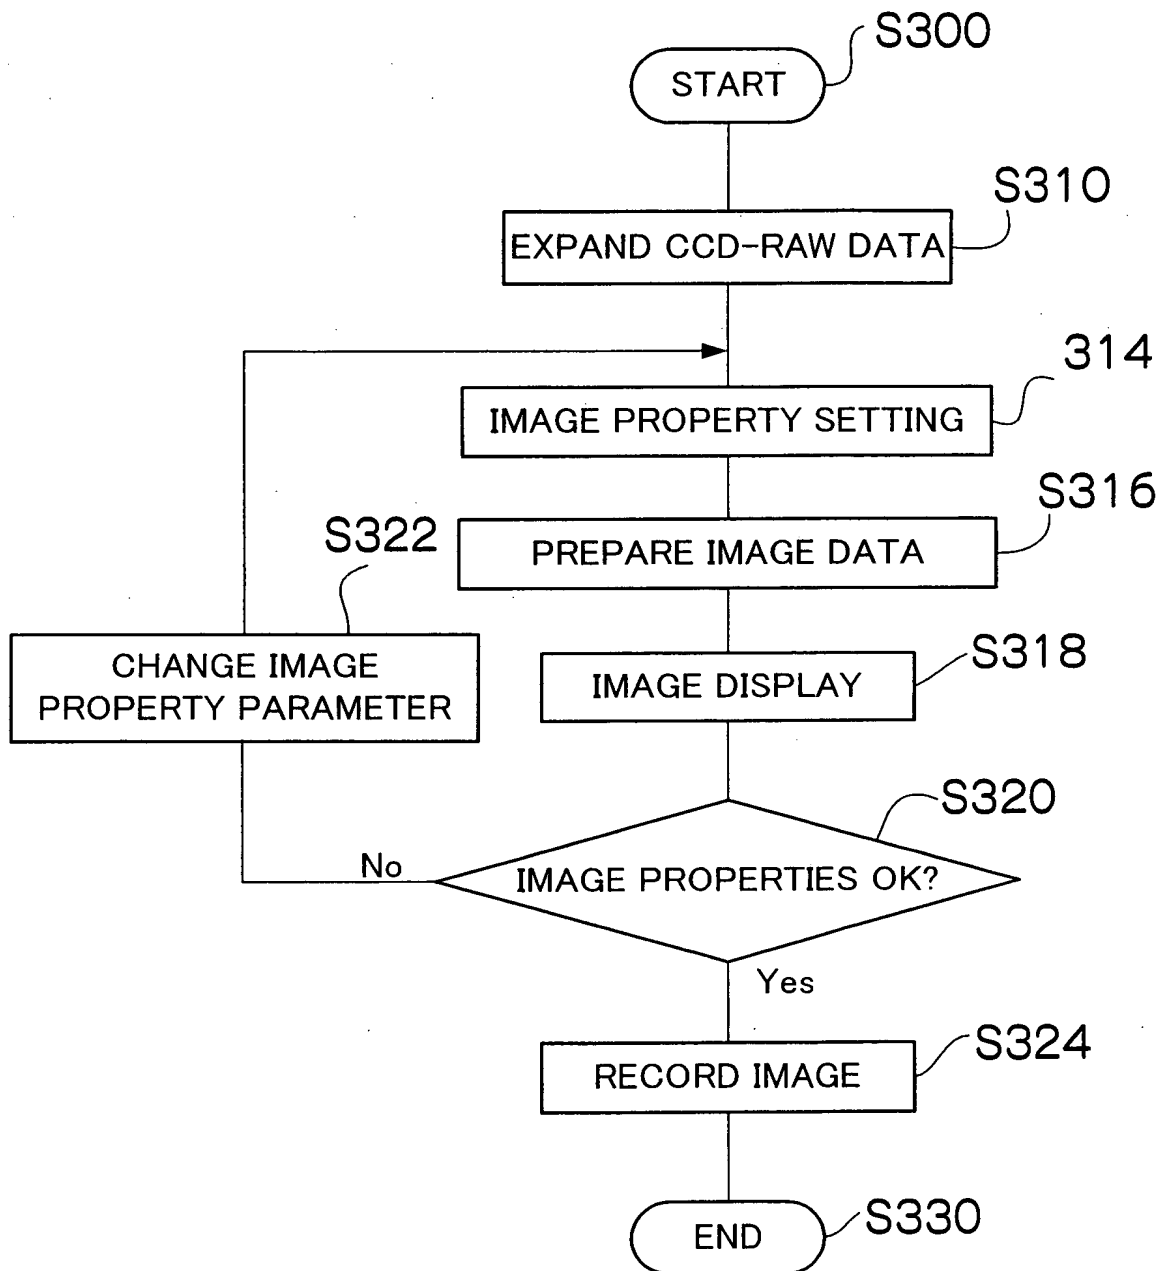 S300
START
S310
EXPAND CCD-RAW DATA
314
IMAGE PROPERTY SETTING
S316
PREPARE IMAGE DATA
S322
CHANGE IMAGE
PROPERTY PARAMETER
S318
IMAGE DISPLAY
S320
No
IMAGE PROPERTIES OK?
Yes
S324
RECORD IMAGE
S330
END